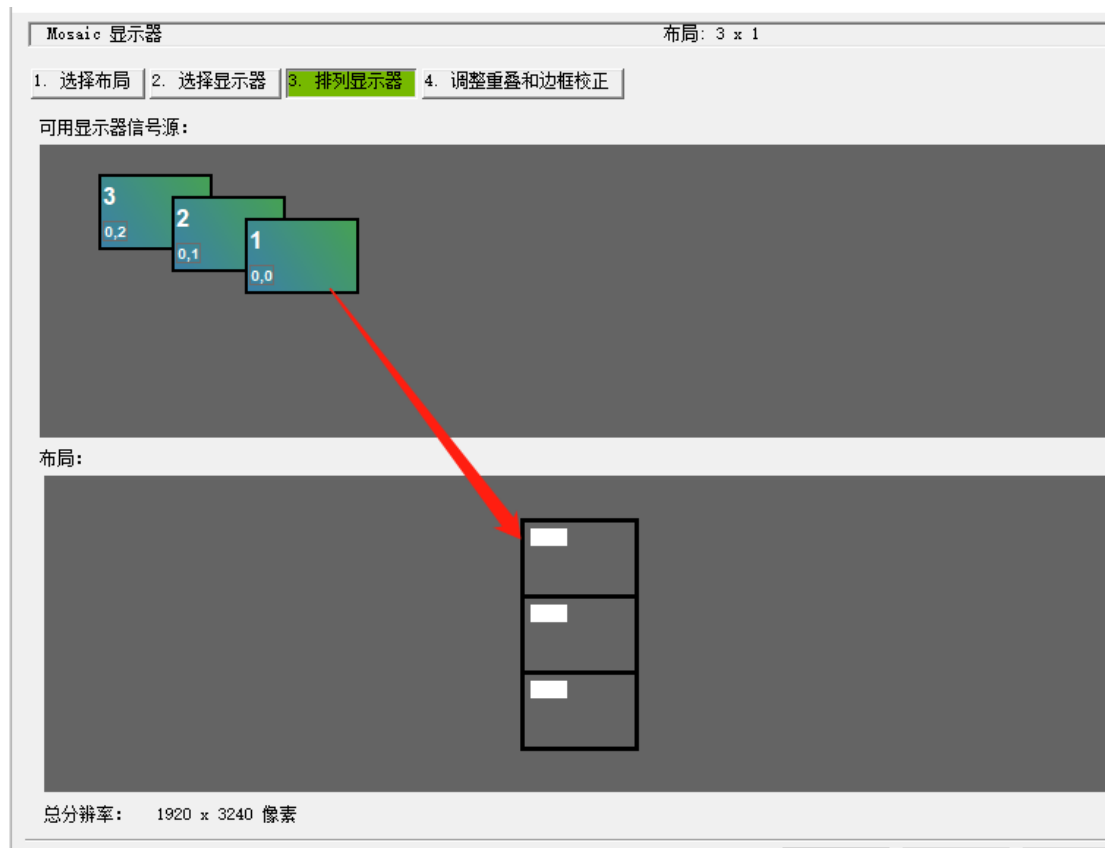 Mosaic 显示器 布局: 3 x 1
1. 选择布局 2. 选择显示器 3. 排列显示器 4. 调整重叠和边框校正
可用显示器信号源:
3
0,2
2
0,1
1
0,0
布局:
总分辨率: 1920 x 3240 像素